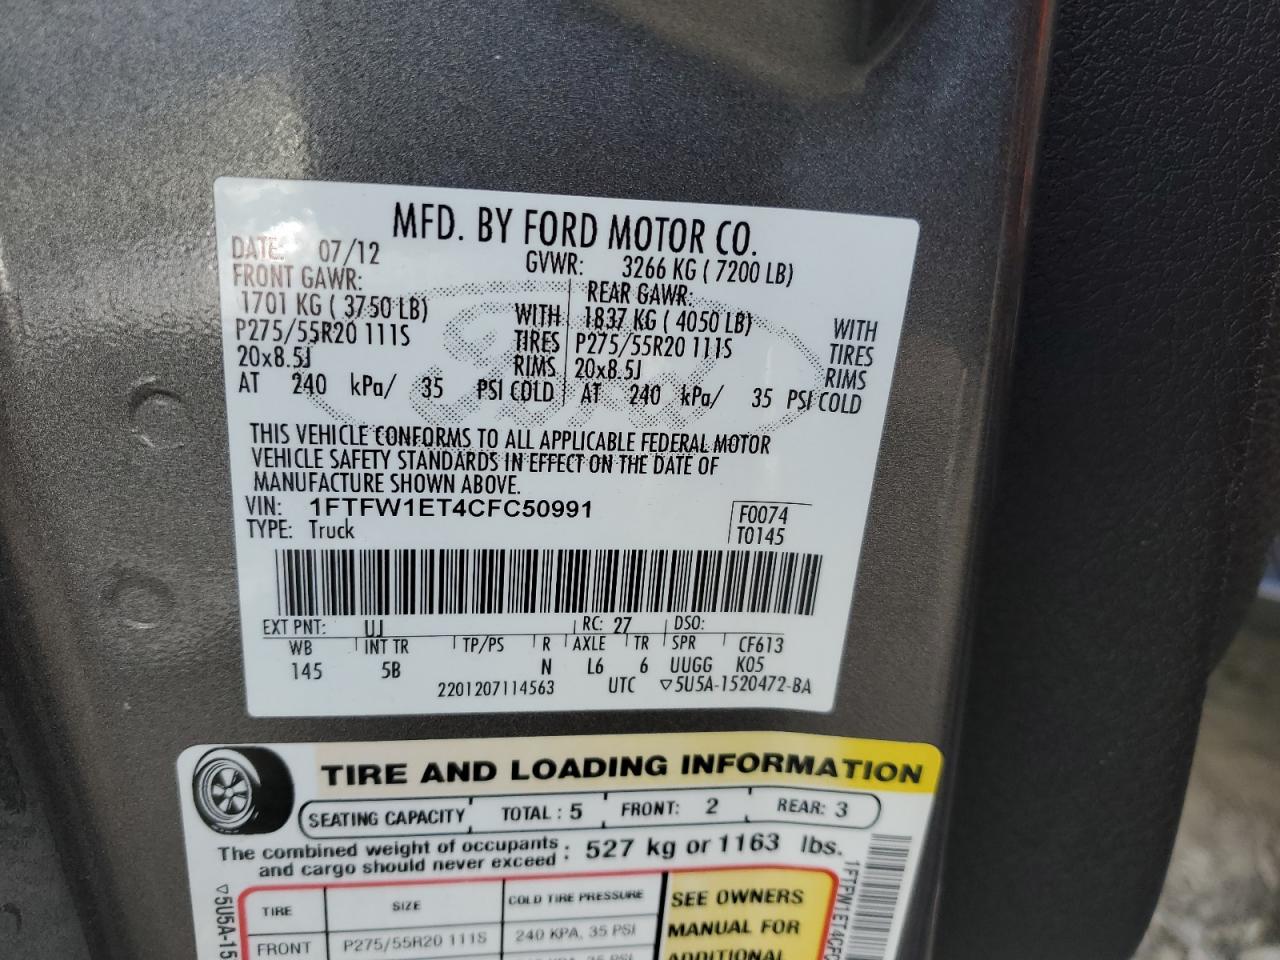 MFD. BY FORD MOTOR CO.
DATE: 07/12 GVWR: 3266 KG ( 7200 LB)
FRONT GAWR: REAR GAWR:
1701 KG ( 3750 LB) WITH 1837 KG ( 4050 LB) WITH
P275/55R20 111S TIRES P275/55R20 111S TIRES
20x8.5J RIMS 20x8.5J RIMS
AT 240 kPa/ 35 PSI COLD AT 240 kPa/ 35 PSI COLD
THIS VEHICLE CONFORMS TO ALL APPLICABLE FEDERAL MOTOR
VEHICLE SAFETY STANDARDS IN EFFECT ON THE DATE OF
MANUFACTURE SHOWN ABOVE.
VIN: 1FTFW1ET4CFC50991 F0074
TYPE: Truck T0145
EXT PNT: UJ RC: 27 DSO:
WB INT TR TP/PS R AXLE TR SPR CF613
145 5B N L6 6 UUGG K05
2201207114563 UTC ▽5U5A-1520472-BA
TIRE AND LOADING INFORMATION
SEATING CAPACITY TOTAL : 5 FRONT: 2 REAR: 3
The combined weight of occupants
and cargo should never exceed : 527 kg or 1163 lbs.
TIRE SIZE COLD TIRE PRESSURE SEE OWNERS
FRONT P275/55R20 111S 240 KPA, 35 PSI MANUAL FOR
ADDITIONAL
▽5U5A-15
1FTFW1ET4CFC